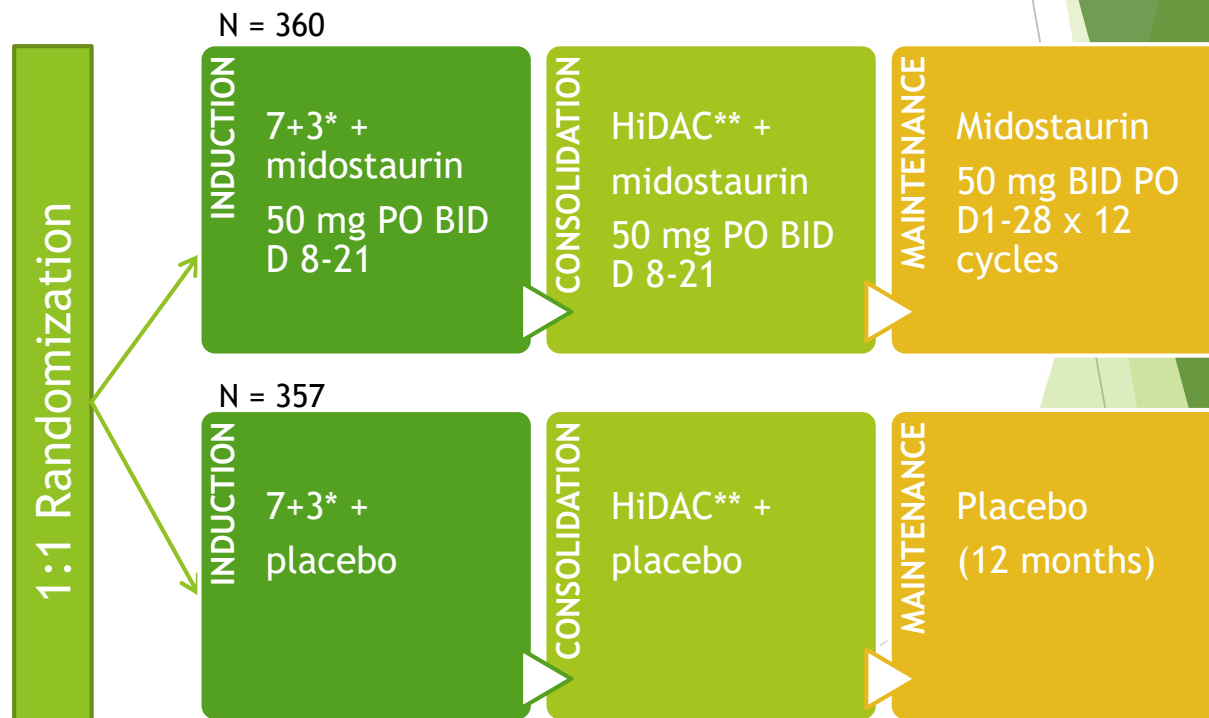 1:1 Randomization
N = 360
INDUCTION
7+3* +
midostaurin
50 mg PO BID
D 8-21
CONSOLIDATION
HiDAC** +
midostaurin
50 mg PO BID
D 8-21
MAINTENANCE
Midostaurin
50 mg BID PO
D1-28 x 12
cycles
N = 357
INDUCTION
7+3* +
placebo
CONSOLIDATION
HiDAC** +
placebo
MAINTENANCE
Placebo
(12 months)